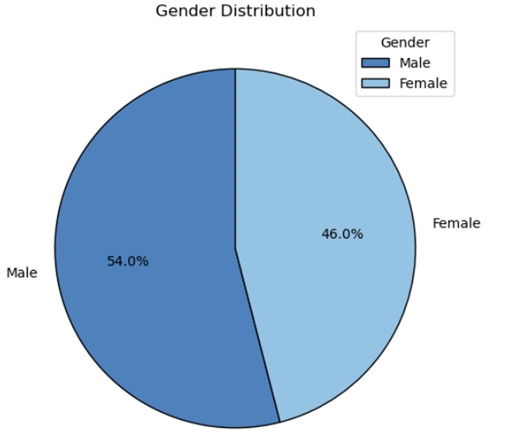 Gender Distribution
Gender
Male
Female
46.0%
Female
54.0%
Male